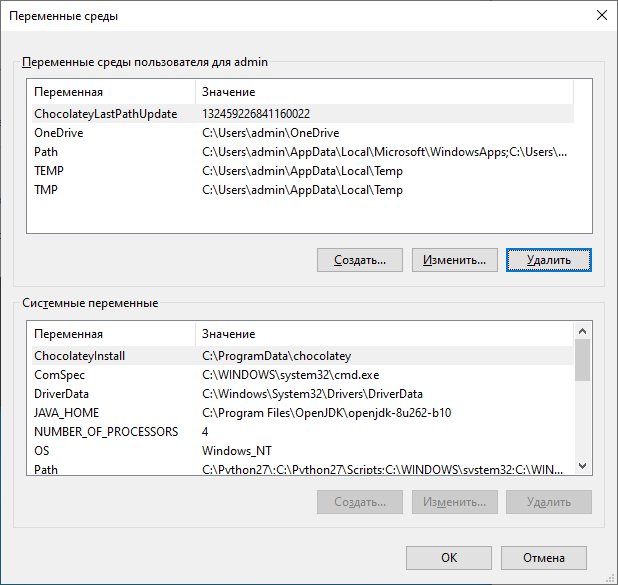 Переменные среды
Переменные среды пользователя для admin
Переменная Значение
ChocolateyLastPathUpdate 132459226841160022
OneDrive C:\Users\admin\OneDrive
Path C:\Users\admin\AppData\Local\Microsoft\WindowsApps;C:\Users\...
TEMP C:\Users\admin\AppData\Local\Temp
TMP C:\Users\admin\AppData\Local\Temp
Создать... Изменить... Удалить
Системные переменные
Переменная Значение
ChocolateyInstall C:\ProgramData\chocolatey
ComSpec C:\WINDOWS\system32\cmd.exe
DriverData C:\Windows\System32\Drivers\DriverData
JAVA_HOME C:\Program Files\OpenJDK\openjdk-8u262-b10
NUMBER_OF_PROCESSORS 4
OS Windows_NT
Path C:\Python27\;C:\Python27\Scripts;C:\WINDOWS\system32;C:\WIN...
Создать... Изменить... Удалить
ОК Отмена